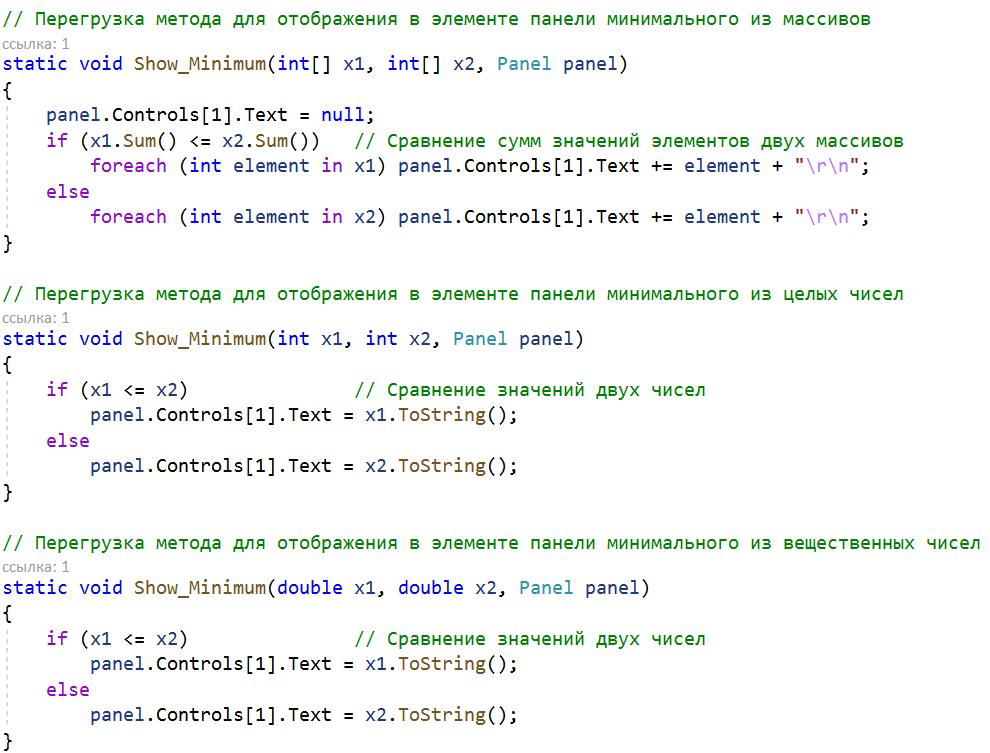 // Перегрузка метода для отображения в элементе панели минимального из массивов
ссылка: 1
static void Show_Minimum(int[] x1, int[] x2, Panel panel)
{
    panel.Controls[1].Text = null;
    if (x1.Sum() <= x2.Sum())   // Сравнение сумм значений элементов двух массивов
        foreach (int element in x1) panel.Controls[1].Text += element + "\r\n";
    else
        foreach (int element in x2) panel.Controls[1].Text += element + "\r\n";
}

// Перегрузка метода для отображения в элементе панели минимального из целых чисел
ссылка: 1
static void Show_Minimum(int x1, int x2, Panel panel)
{
    if (x1 <= x2)               // Сравнение значений двух чисел
        panel.Controls[1].Text = x1.ToString();
    else
        panel.Controls[1].Text = x2.ToString();
}

// Перегрузка метода для отображения в элементе панели минимального из вещественных чисел
ссылка: 1
static void Show_Minimum(double x1, double x2, Panel panel)
{
    if (x1 <= x2)               // Сравнение значений двух чисел
        panel.Controls[1].Text = x1.ToString();
    else
        panel.Controls[1].Text = x2.ToString();
}